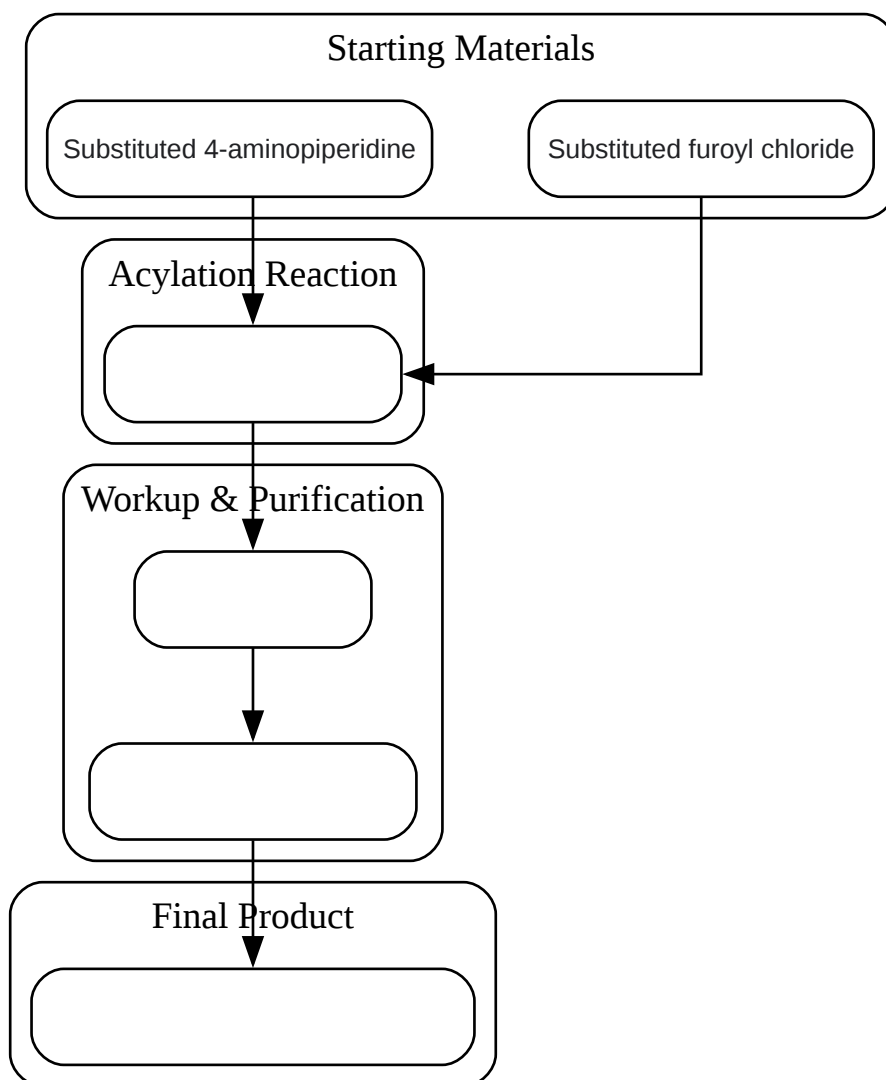 Starting Materials
Substituted 4-aminopiperidine
Substituted furoyl chloride
Acylation Reaction
Workup & Purification
Final Product